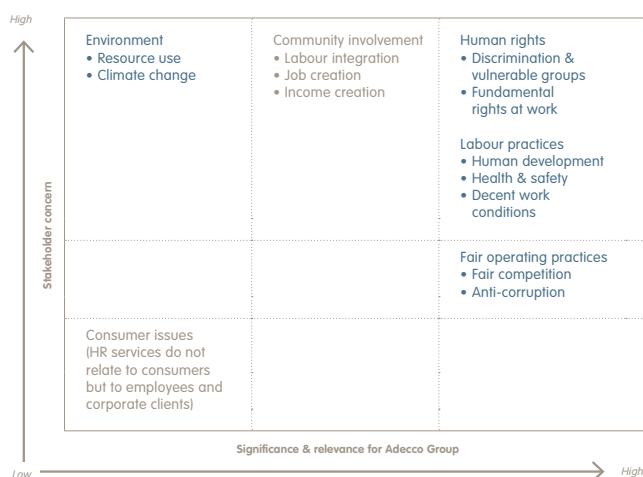 High
Environment
• Resource use
• Climate change
Community involvement
• Labour integration
• Job creation
• Income creation
Human rights
• Discrimination &
vulnerable groups
• Fundamental
rights at work
Labour practices
• Human development
• Health & safety
• Decent work
conditions
Stakeholder concern
Fair operating practices
• Fair competition
• Anti-corruption
Consumer issues
(HR services do not
relate to consumers
but to employees and
corporate clients)
Significance & relevance for Adecco Group
Low
High